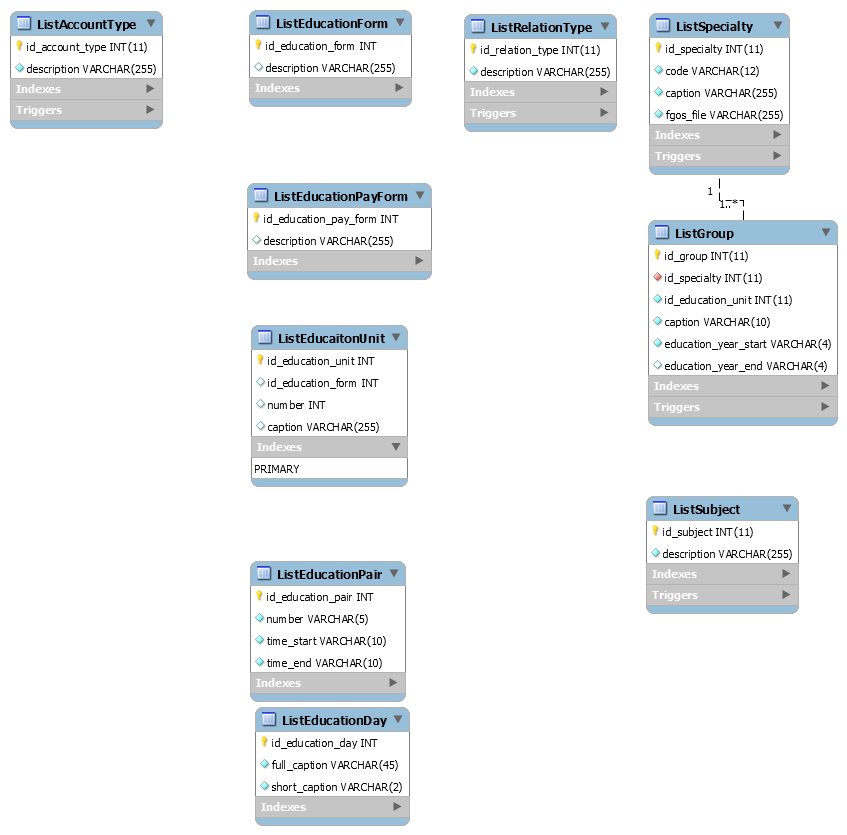 ListAccountType
id_account_type INT(11)
description VARCHAR(255)
Indexes
Triggers
ListEducationForm
id_education_form INT
description VARCHAR(255)
Indexes
ListRelationType
id_relation_type INT(11)
description VARCHAR(255)
Indexes
Triggers
ListSpecialty
id_specialty INT(11)
code VARCHAR(12)
caption VARCHAR(255)
fgos_file VARCHAR(255)
Indexes
Triggers
1
1..*
ListEducationPayForm
id_education_pay_form INT
description VARCHAR(255)
Indexes
ListGroup
id_group INT(11)
id_specialty INT(11)
id_education_unit INT(11)
caption VARCHAR(10)
education_year_start VARCHAR(4)
education_year_end VARCHAR(4)
Indexes
Triggers
ListEducaitonUnit
id_education_unit INT
id_education_form INT
number INT
caption VARCHAR(255)
Indexes
PRIMARY
ListSubject
id_subject INT(11)
description VARCHAR(255)
Indexes
Triggers
ListEducationPair
id_education_pair INT
number VARCHAR(5)
time_start VARCHAR(10)
time_end VARCHAR(10)
Indexes
ListEducationDay
id_education_day INT
full_caption VARCHAR(45)
short_caption VARCHAR(2)
Indexes